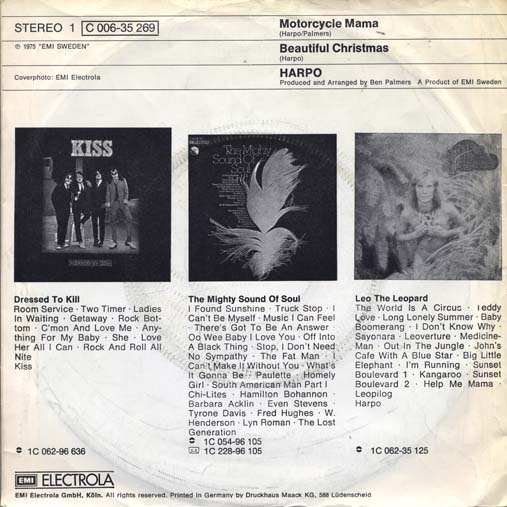 STEREO 1 C 006-35 269
℗ 1975 "EMI SWEDEN"
Coverphoto: EMI Electrola
Motorcycle Mama
(Harpo/Palmers)
Beautiful Christmas
(Harpo)
HARPO
Produced and Arranged by Ben Palmers A Product of EMI Sweden
KISS
The Mighty
Sound Of
Soul
Dressed To Kill
Room Service · Two Timer · Ladies
In Waiting · Getaway · Rock Bot-
tom · C'mon And Love Me · Any-
thing For My Baby · She · Love
Her All I Can · Rock And Roll All
Nite
Kiss
1C 062-96 636
The Mighty Sound Of Soul
I Found Sunshine · Truck Stop · I
Can't Be Myself · Music I Can Feel
· There's Got To Be An Answer ·
Oo Wee Baby I Love You · Off Into
A Black Thing · Stop, I Don't Need
No Sympathy · The Fat Man · I
Can't Make It Without You · What's
It Gonna Be · Paulette · Homely
Girl · South American Man Part I
Chi-Lites · Hamilton Bohannon ·
Barbara Acklin · Even Stevens ·
Tyrone Davis · Fred Hughes · W.
Henderson · Lyn Roman · The Lost
Generation
1C 054-96 105
1C 228-96 105
Leo The Leopard
The World Is A Circus · Teddy
Love · Long Lonely Summer · Baby
Boomerang · I Don't Know Why ·
Sayonara · Leoverture · Medicine-
Man · Out In The Jungle · John's
Cafe With A Blue Star · Big Little
Elephant · I'm Running · Sunset
Boulevard 1 · Kangaroo · Sunset
Boulevard 2 · Help Me Mama ·
Leopilog
Harpo
1C 062-35 125
EMI ELECTROLA
EMI Electrola GmbH, Köln. All rights reserved. Printed in Germany by Druckhaus Maack KG, 588 Lüdenscheid